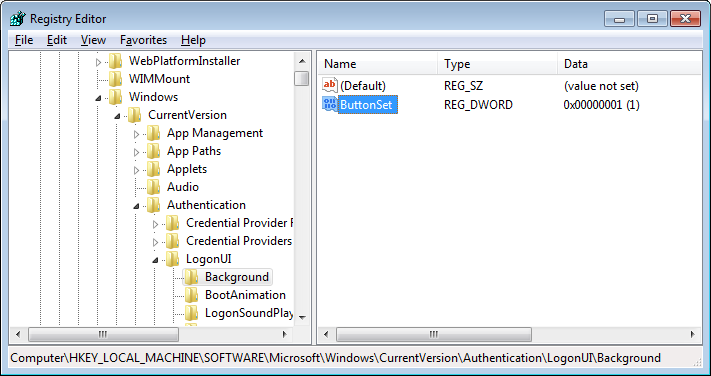 Registry Editor
File Edit View Favorites Help
WebPlatformInstaller
WIMMount
Windows
CurrentVersion
App Management
App Paths
Applets
Audio
Authentication
Credential Provider F
Credential Providers
LogonUI
Background
BootAnimation
LogonSoundPlay
Name Type Data
ab (Default) REG_SZ (value not set)
ButtonSet REG_DWORD 0x00000001 (1)
Computer\HKEY_LOCAL_MACHINE\SOFTWARE\Microsoft\Windows\CurrentVersion\Authentication\LogonUI\Background